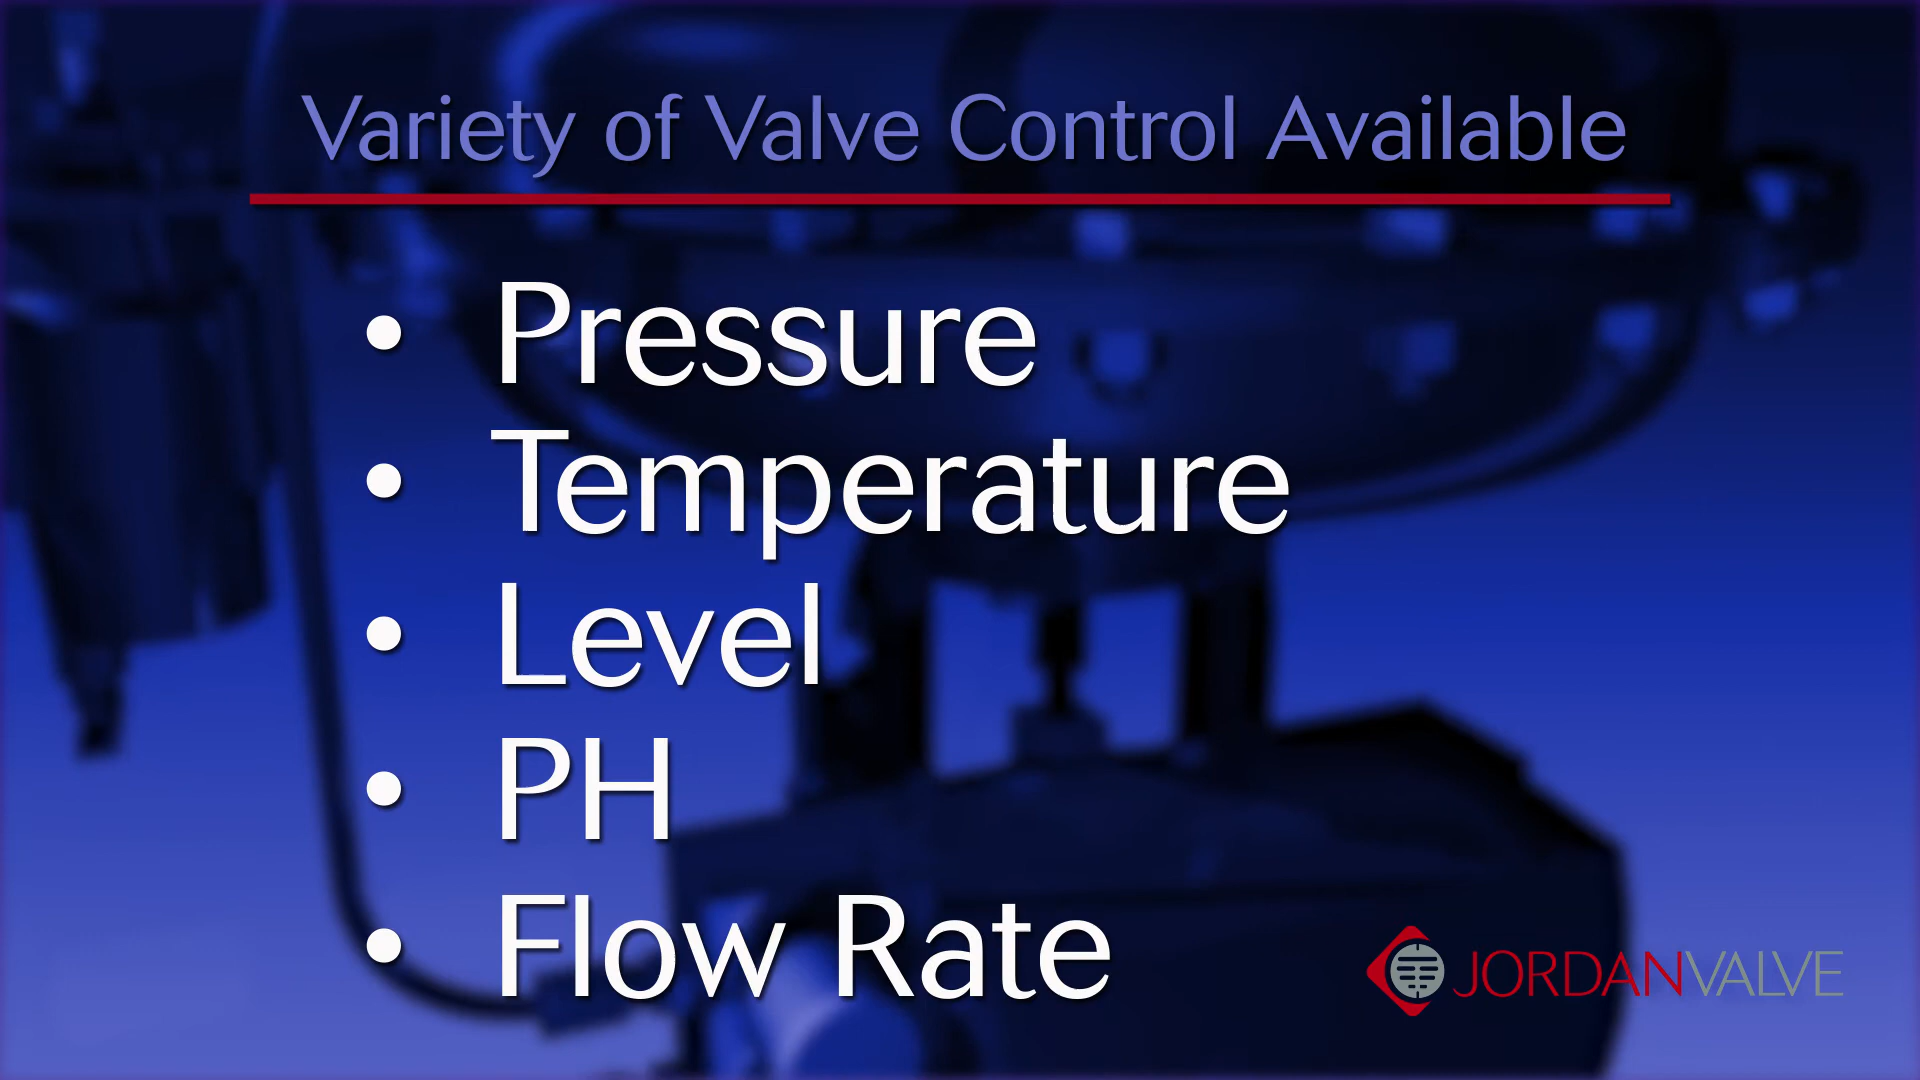 Variety of Valve Control Available
• Pressure
• Temperature
• Level
• PH
• Flow Rate
JORDANVALVE